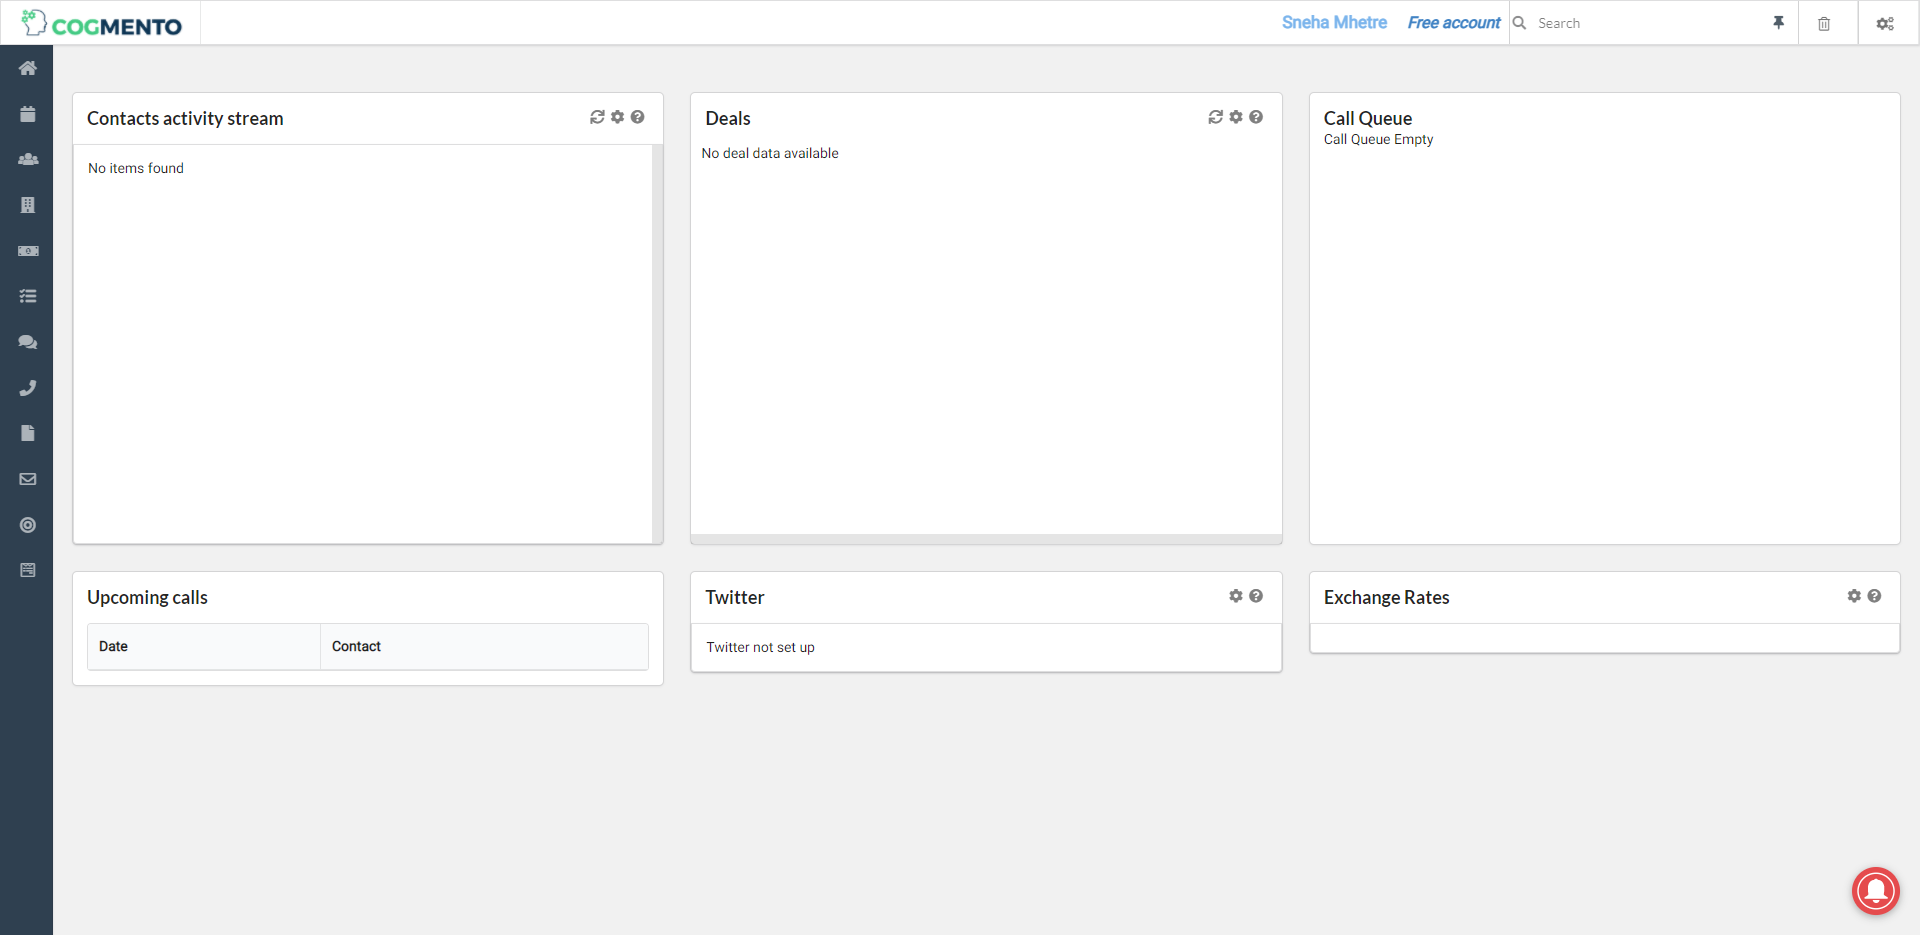 COGMENTO
Sneha Mhetre
Free account
Search
Contacts activity stream
No items found
Deals
No deal data available
Call Queue
Call Queue Empty
Upcoming calls
Date
Contact
Twitter
Twitter not set up
Exchange Rates